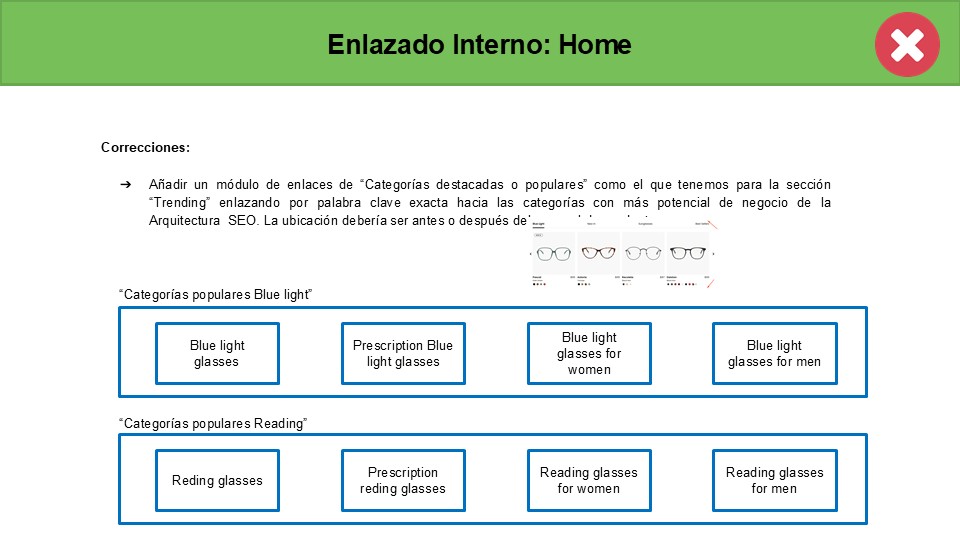 Enlazado Interno: Home
Correcciones:
➔ Añadir un módulo de enlaces de “Categorías destacadas o populares” como el que tenemos para la sección
“Trending” enlazando por palabra clave exacta hacia las categorías con más potencial de negocio de la
Arquitectura SEO. La ubicación debería ser antes o después
“Categorías populares Blue light”
Blue light
glasses
Prescription Blue
light glasses
Blue light
glasses for
women
Blue light
glasses for men
“Categorías populares Reading”
Reding glasses
Prescription
reding glasses
Reading glasses
for women
Reading glasses
for men